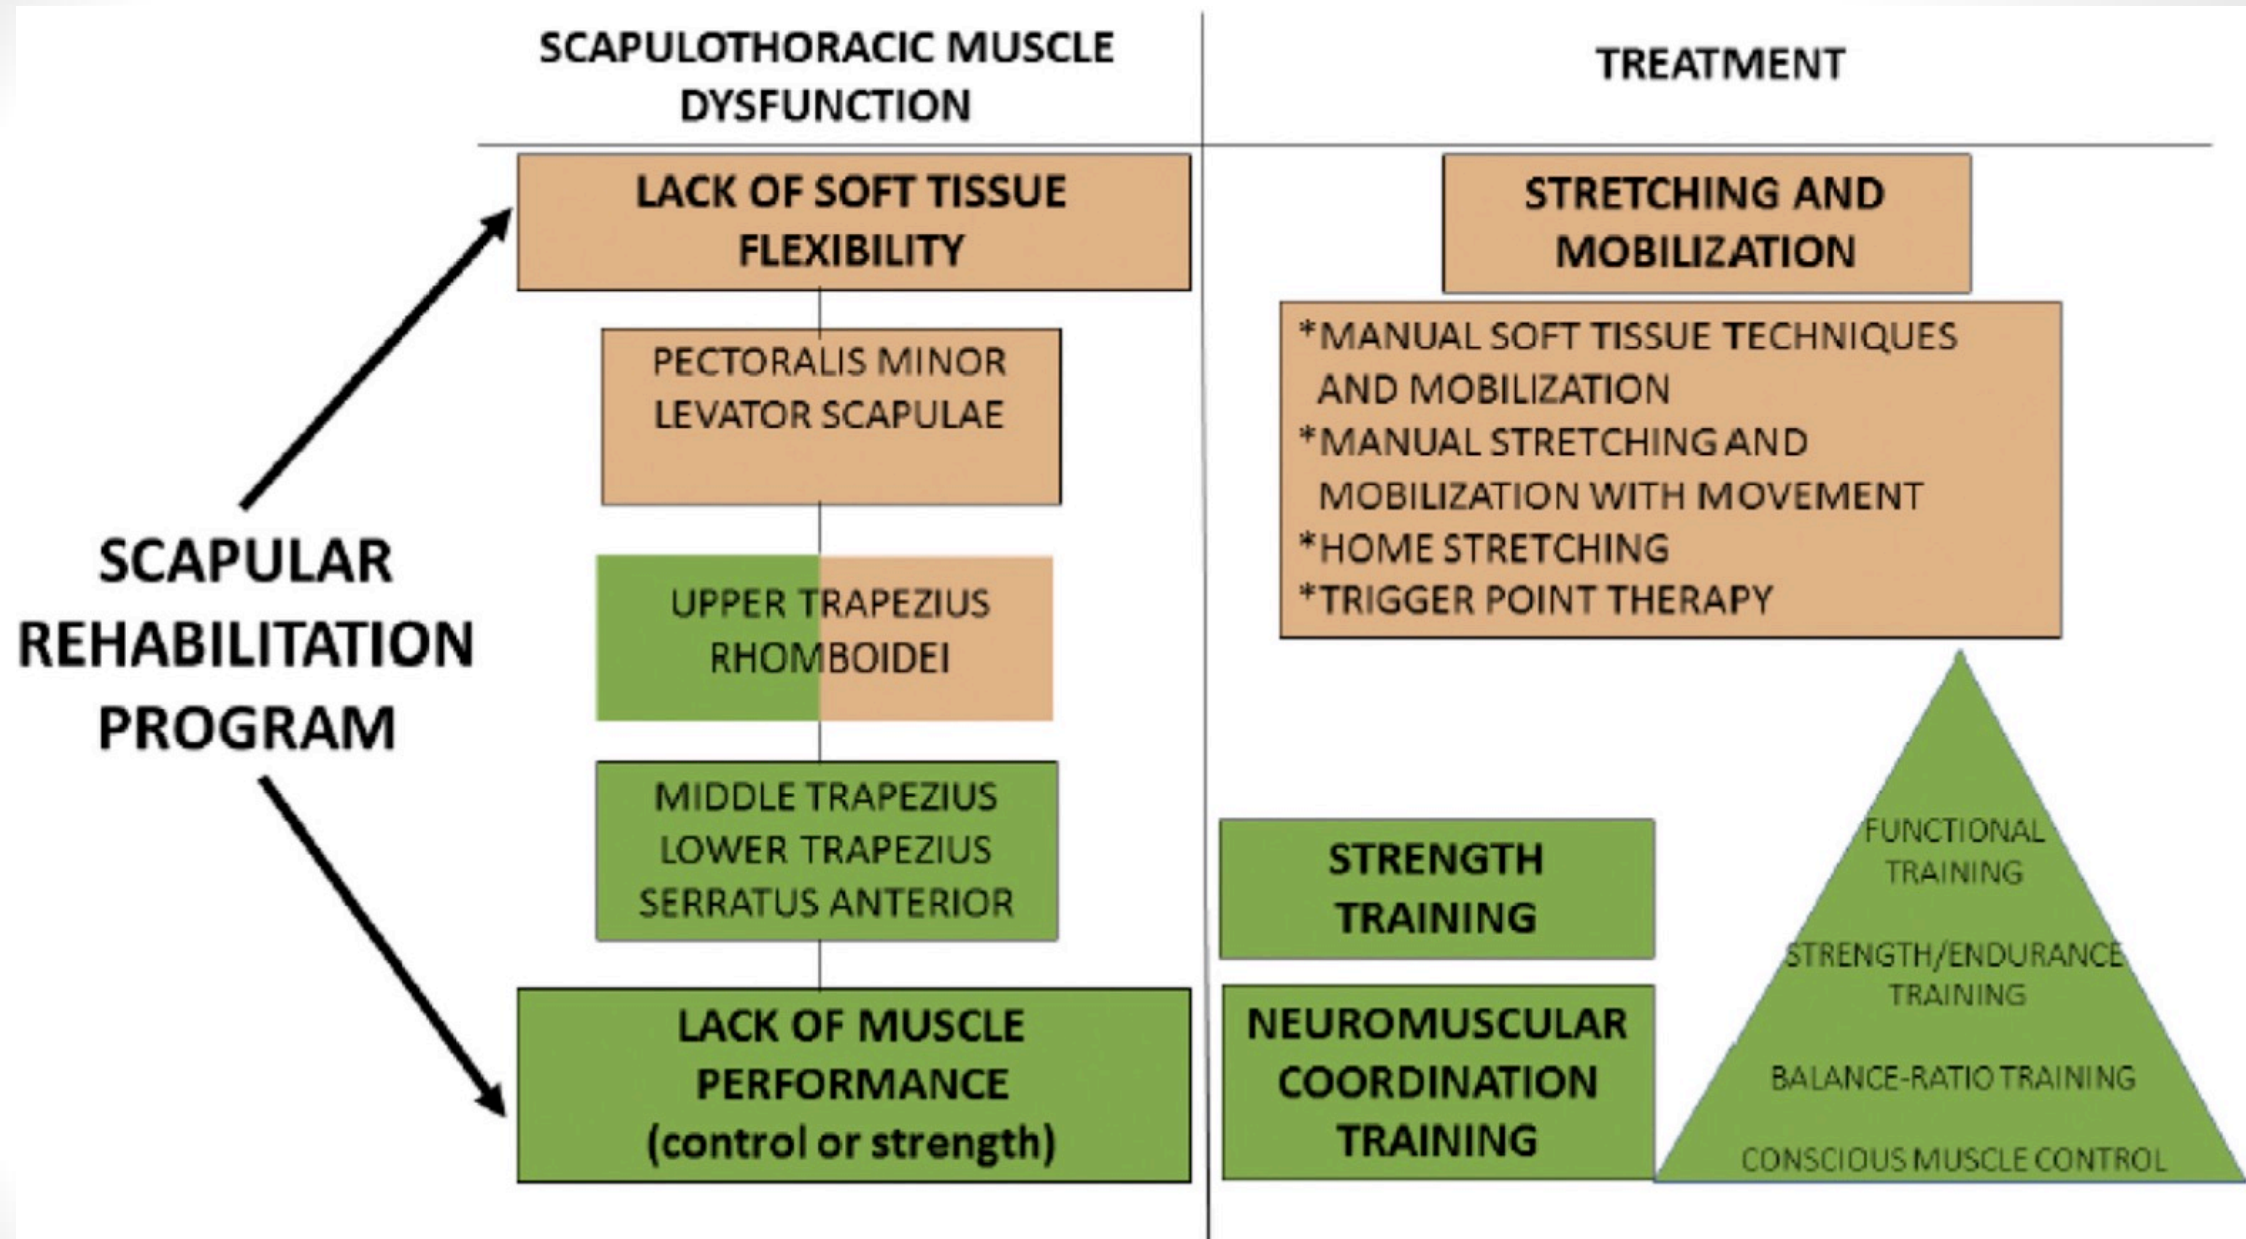 SCAPULOTHORACIC MUSCLE
DYSFUNCTION
TREATMENT
SCAPULAR
REHABILITATION
PROGRAM
LACK OF SOFT TISSUE
FLEXIBILITY
PECTORALIS MINOR
LEVATOR SCAPULAE
UPPER TRAPEZIUS
RHOMBOIDEI
MIDDLE TRAPEZIUS
LOWER TRAPEZIUS
SERRATUS ANTERIOR
LACK OF MUSCLE
PERFORMANCE
(control or strength)
STRETCHING AND
MOBILIZATION
*MANUAL SOFT TISSUE TECHNIQUES
AND MOBILIZATION
*MANUAL STRETCHING AND
MOBILIZATION WITH MOVEMENT
*HOME STRETCHING
*TRIGGER POINT THERAPY
STRENGTH
TRAINING
NEUROMUSCULAR
COORDINATION
TRAINING
FUNCTIONAL
TRAINING
STRENGTH/ENDURANCE
TRAINING
BALANCE-RATIO TRAINING
CONSCIOUS MUSCLE CONTROL